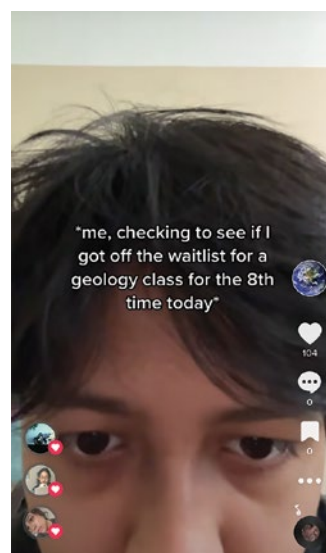 *me, checking to see if I
got off the waitlist for a
geology class for the 8th
time today*
104
0
0